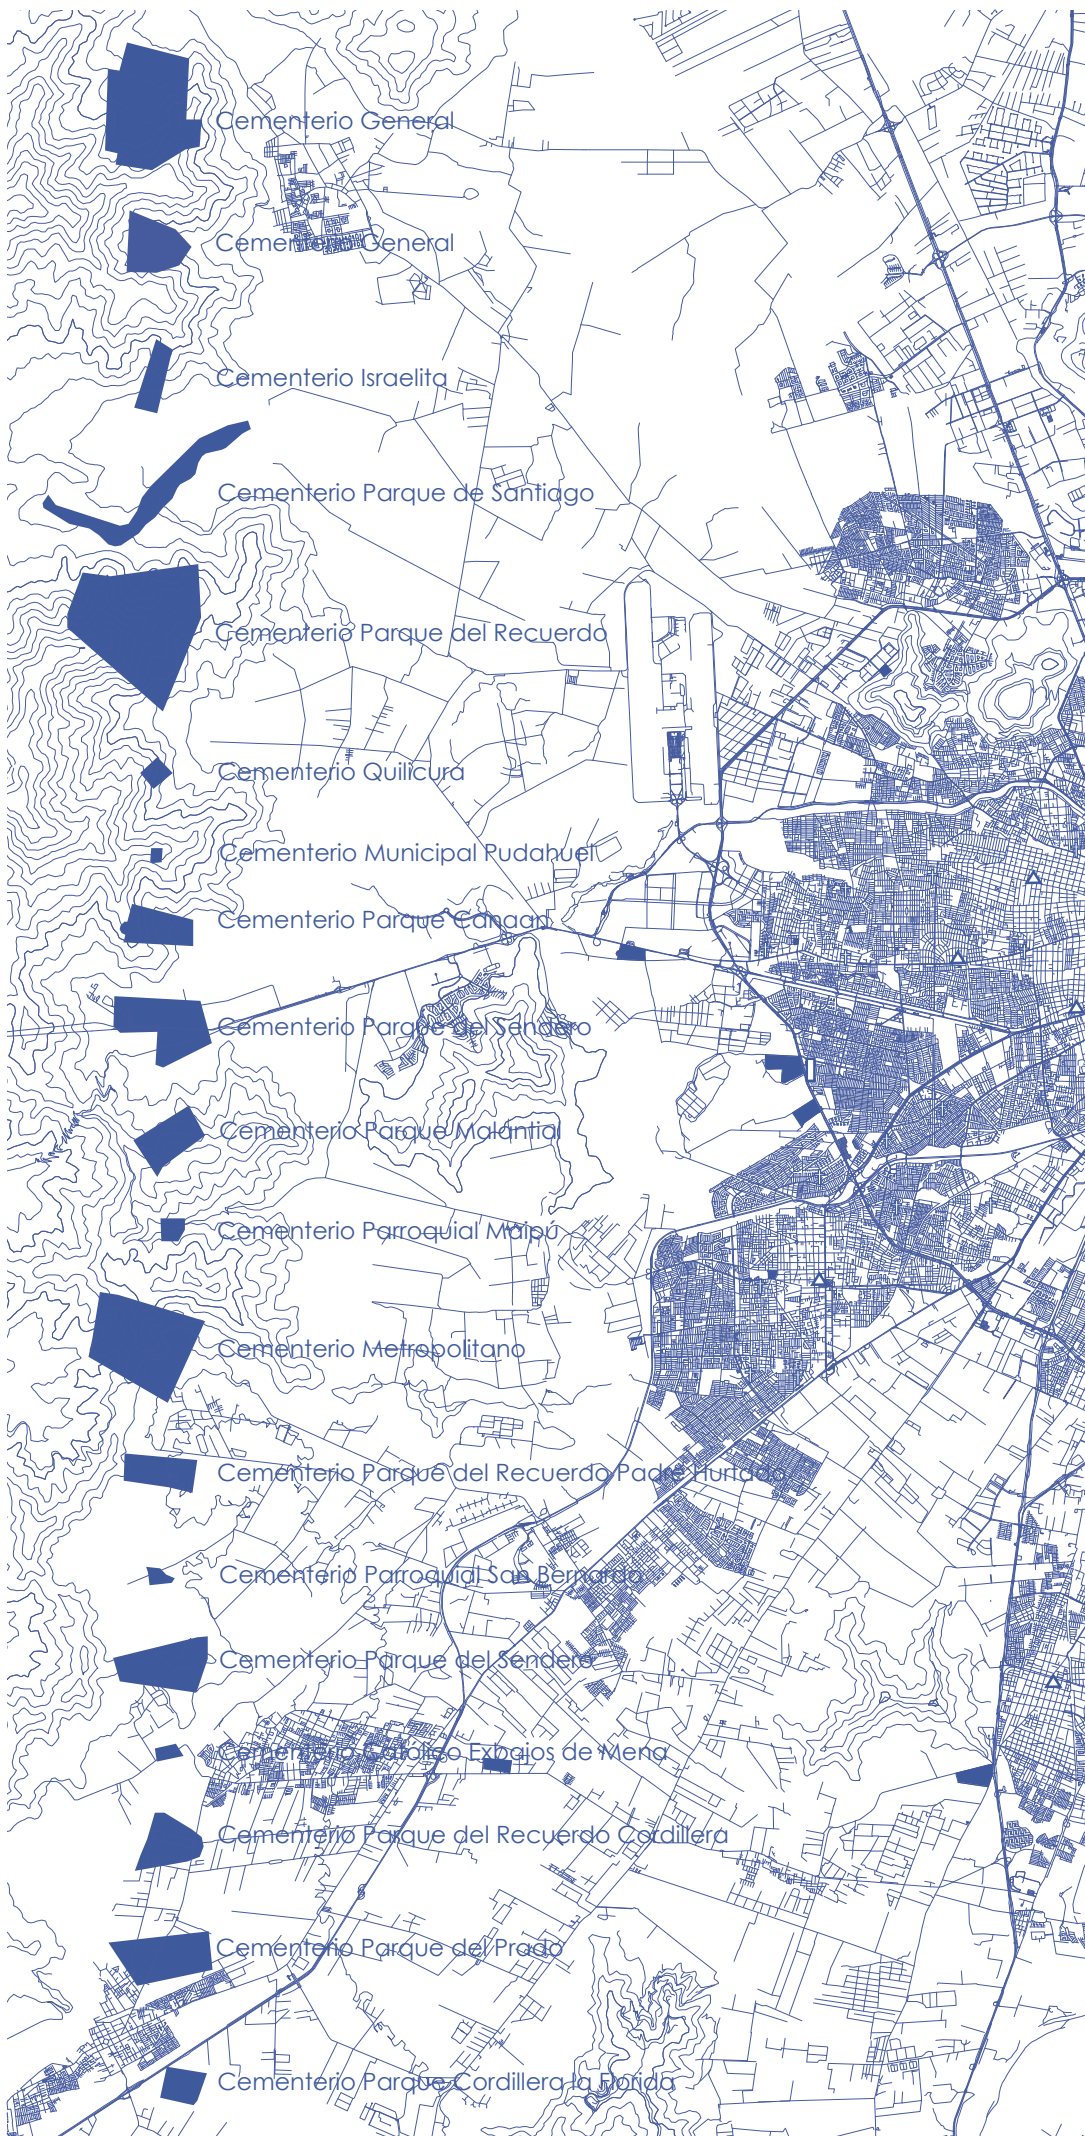 Cementerio General
Cementerio General
Cementerio Israelita
Cementerio Parque de Santiago
Cementerio Parque del Recuerdo
Cementerio Quilicura
Cementerio Municipal Pudahuel
Cementerio Parque Canaan
Cementerio Parque del Sendero
Cementerio Parque Malantial
Cementerio Parroquial Maipú
Cementerio Metropolitano
Cementerio Parque del Recuerdo Padre Hurtado
Cementerio Parroquial San Bernardo
Cementerio Parque del Sendero
Cementerio Catolico Exbajos de Mena
Cementerio Parque del Recuerdo Cordillera
Cementerio Parque del Prado
Cementerio Parque Cordillera la Florida